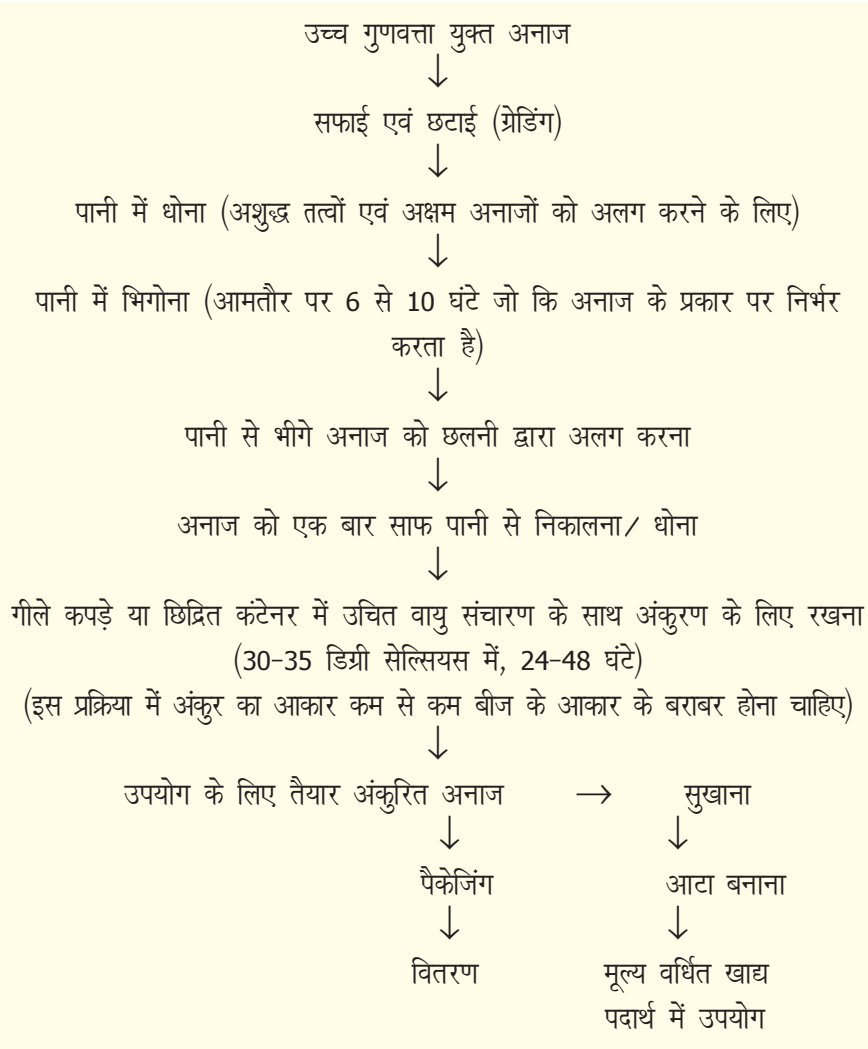 उच्च गुणवत्ता युक्त अनाज
↓
सफाई एवं छटाई (ग्रेडिंग)
↓
पानी में धोना (अशुद्ध तत्वों एवं अक्षम अनाजों को अलग करने के लिए)
↓
पानी में भिगोना (आमतौर पर 6 से 10 घंटे जो कि अनाज के प्रकार पर निर्भर
करता है)
↓
पानी से भीगे अनाज को छलनी द्वारा अलग करना
↓
अनाज को एक बार साफ पानी से निकालना/ धोना
↓
गीले कपड़े या छिद्रित कंटेनर में उचित वायु संचारण के साथ अंकुरण के लिए रखना
(30-35 डिग्री सेल्सियस में, 24-48 घंटे)
(इस प्रक्रिया में अंकुर का आकार कम से कम बीज के आकार के बराबर होना चाहिए)
↓
उपयोग के लिए तैयार अंकुरित अनाज → सुखाना
↓ ↓
पैकेजिंग आटा बनाना
↓ ↓
वितरण मूल्य वर्धित खाद्य
पदार्थ में उपयोग